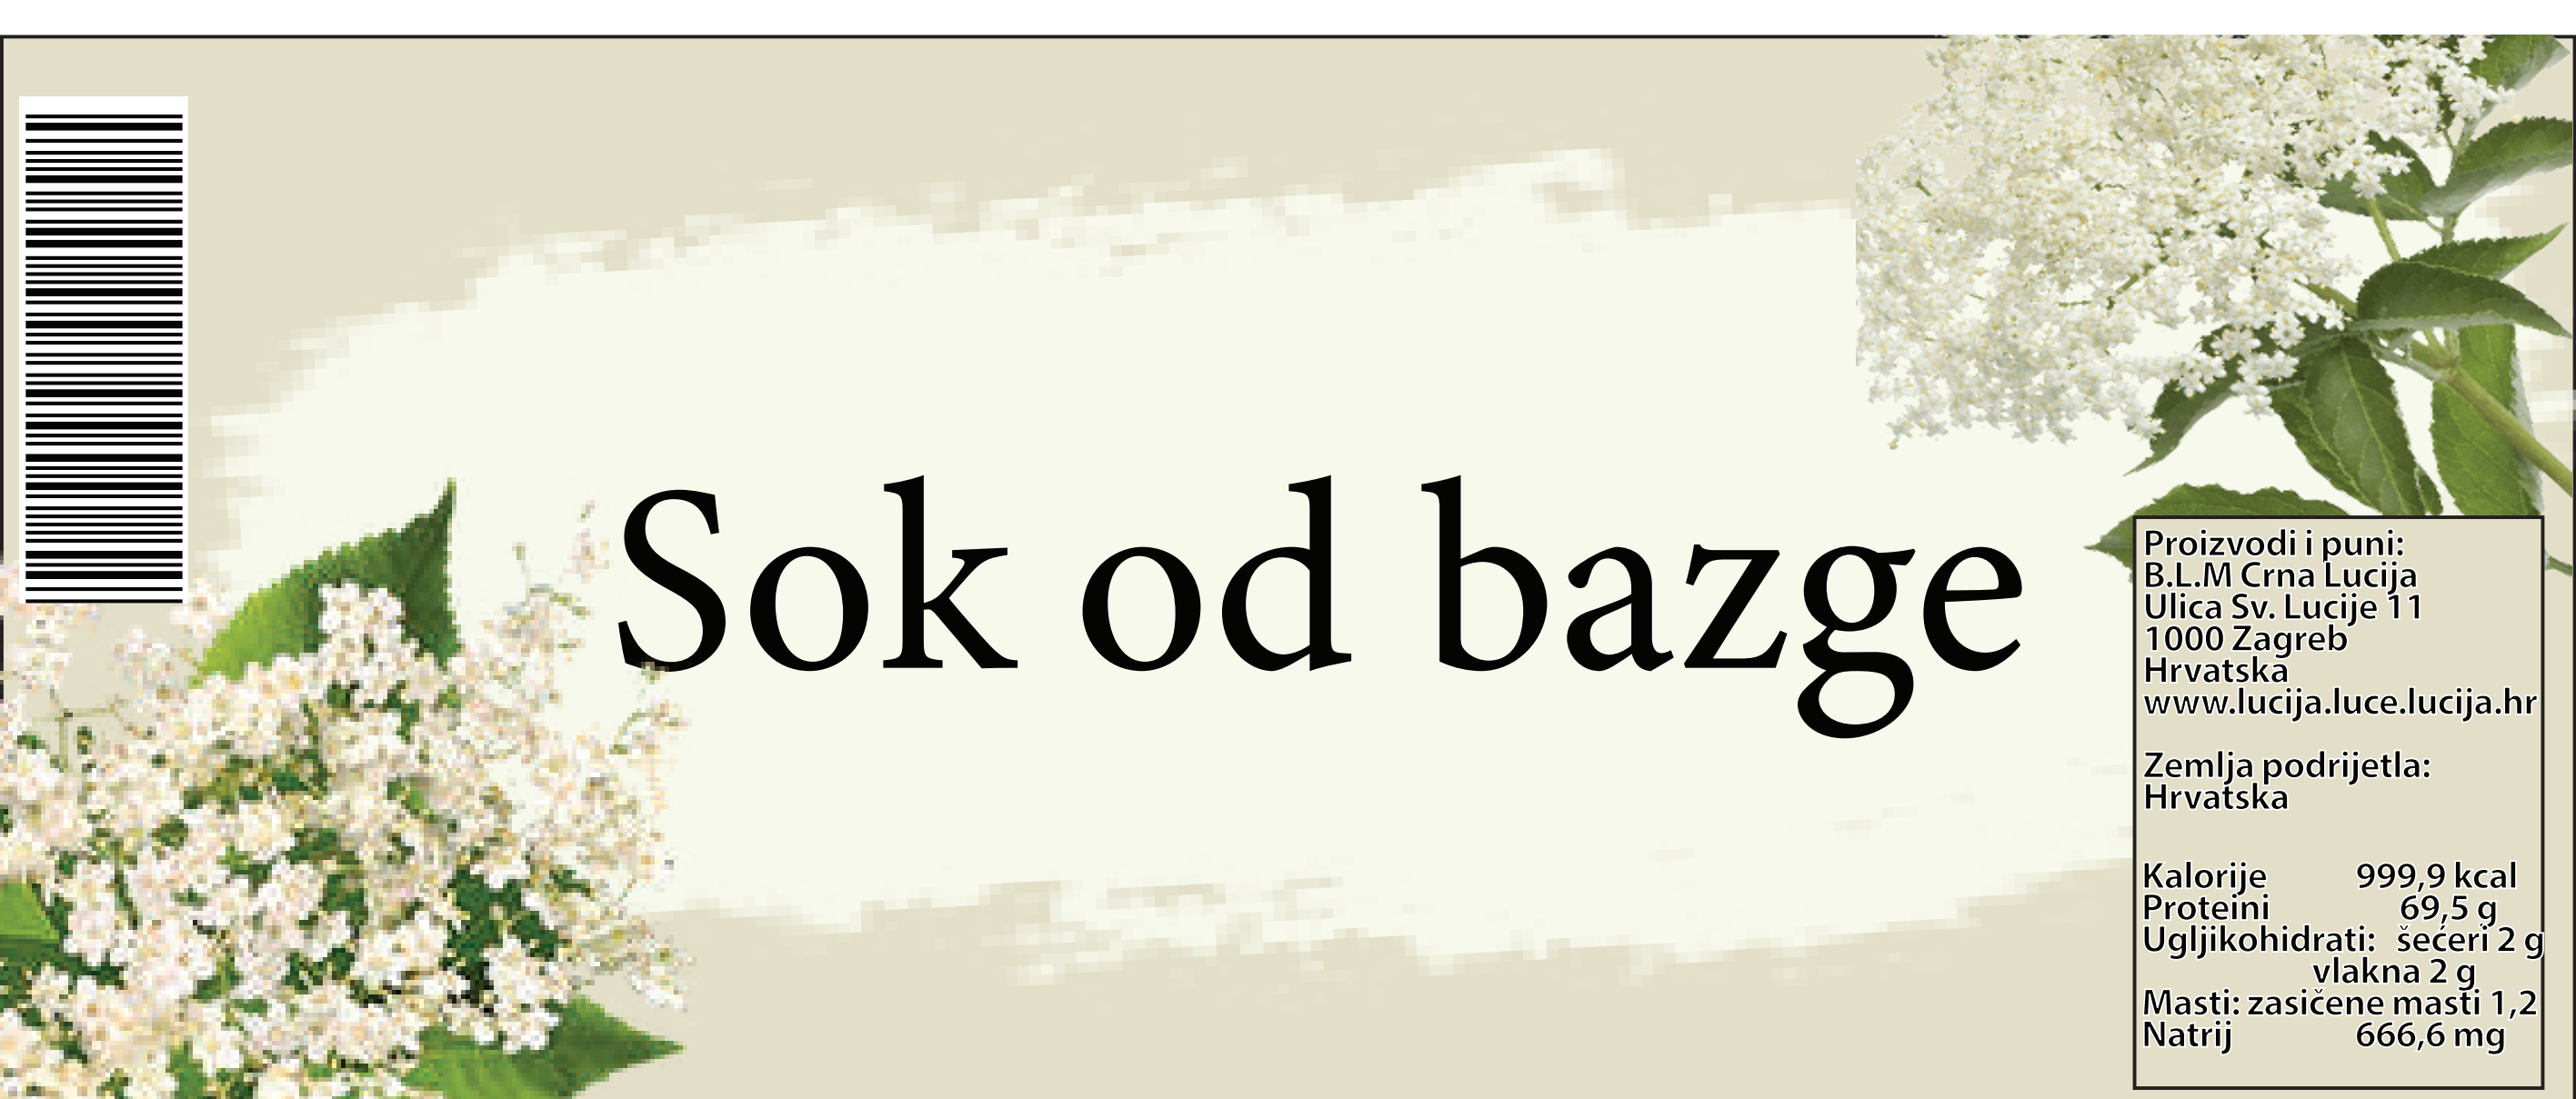 Sok od bazge
Proizvodi i puni:
B.L.M Crna Lucija
Ulica Sv. Lucije 11
1000 Zagreb
Hrvatska
www.lucija.luce.lucija.hr
Zemlja podrijetla:
Hrvatska
Kalorije 999,9 kcal
Proteini 69,5 g
Ugljikohidrati: šećeri 2 g
vlakna 2 g
Masti: zasičene masti 1,2
Natrij 666,6 mg